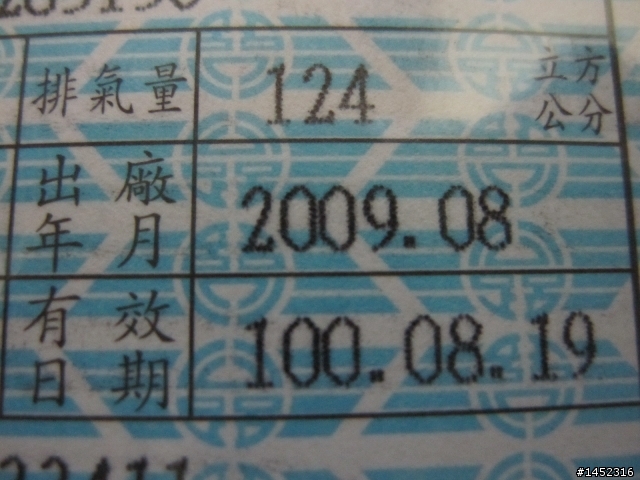 排氣量 124 立方公分
出廠年月 2009.08
有效日期 100.08.19
#1452316